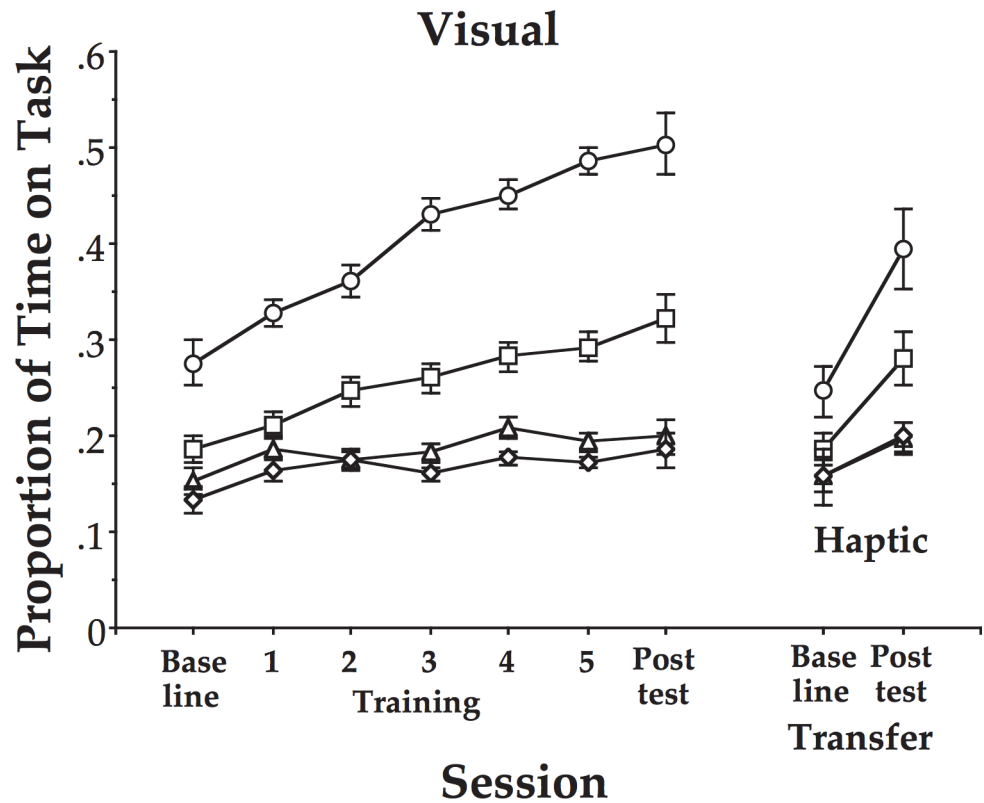 Visual
Proportion of Time on Task
.6
.5
.4
.3
.2
.1
0
Base line
1
2
3
4
5
Post test
Training
Haptic
Base line
Post test
Transfer
Session